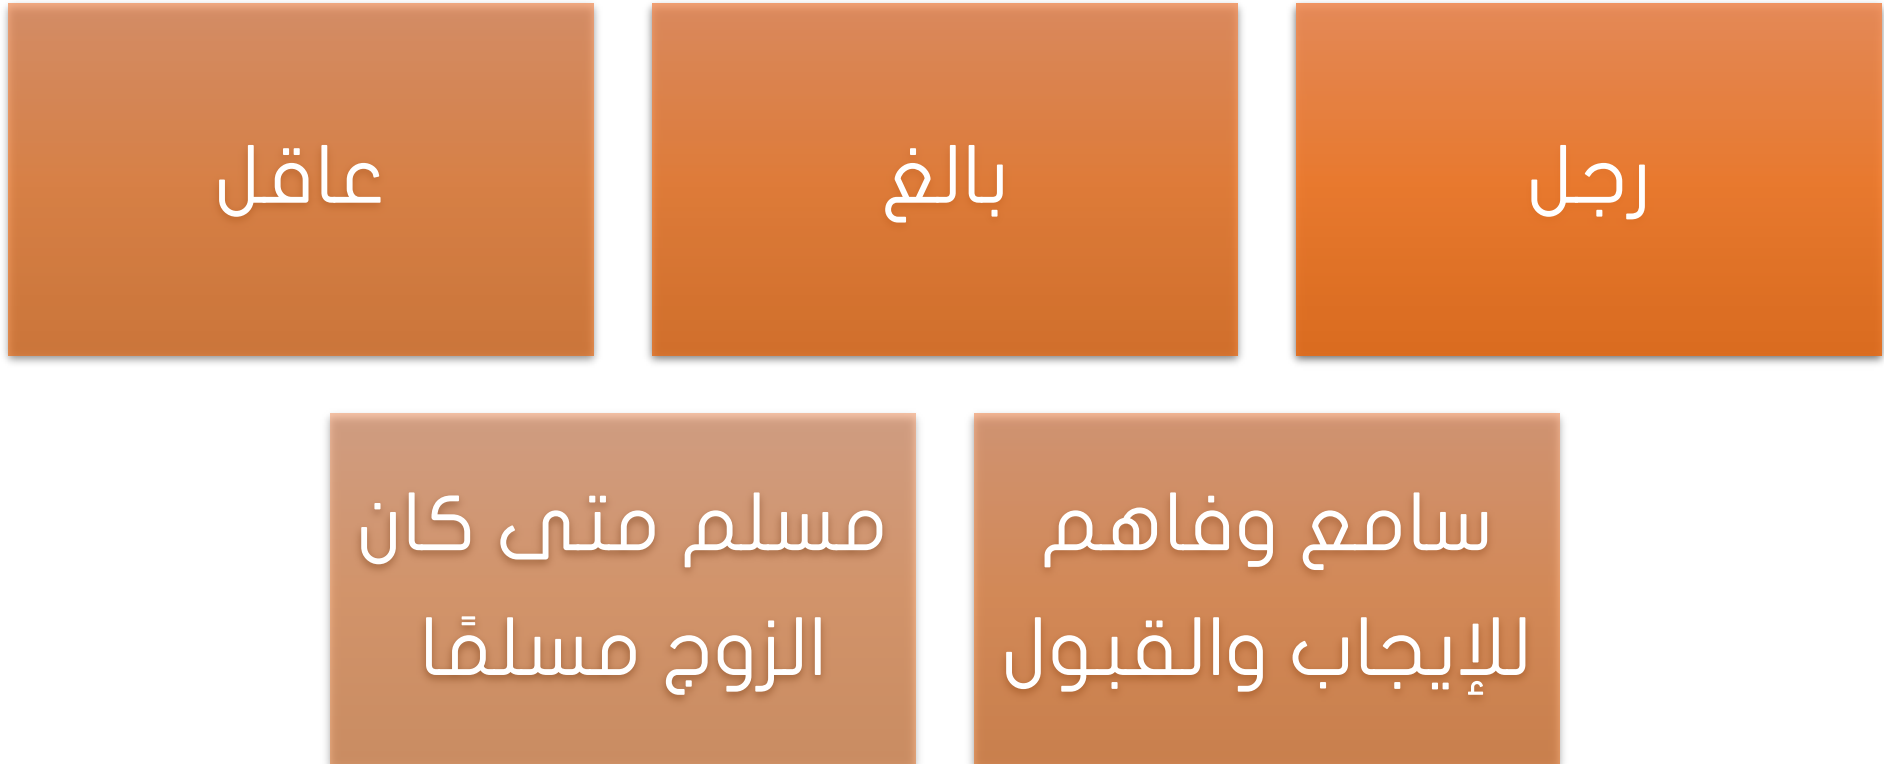 رجل
بالغ
عاقل
سامع وفاهم
للإيجاب والقبول
مسلم متى كان
الزوج مسلمًا